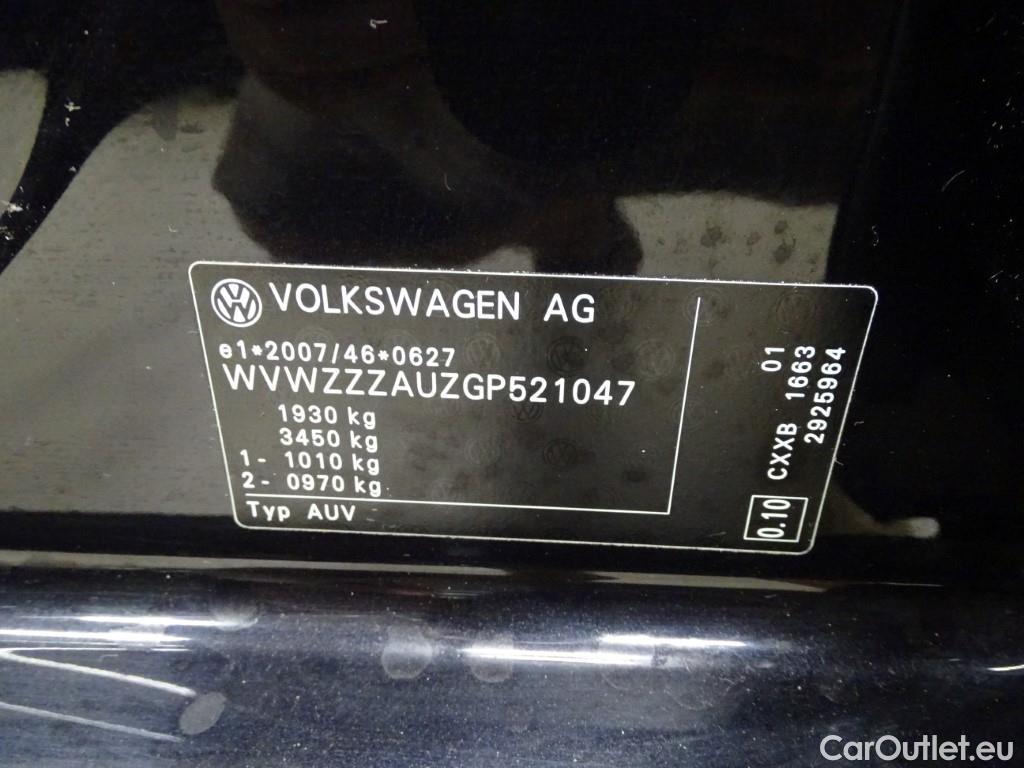 VOLKSWAGEN AG
e1*2007/46*0627
WVWZZZAUZGP521047
1930 kg
3450 kg
1- 1010 kg
2- 0970 kg
Typ AUV
01
CXXB 1663
2925964
0.10
CarOutlet.eu